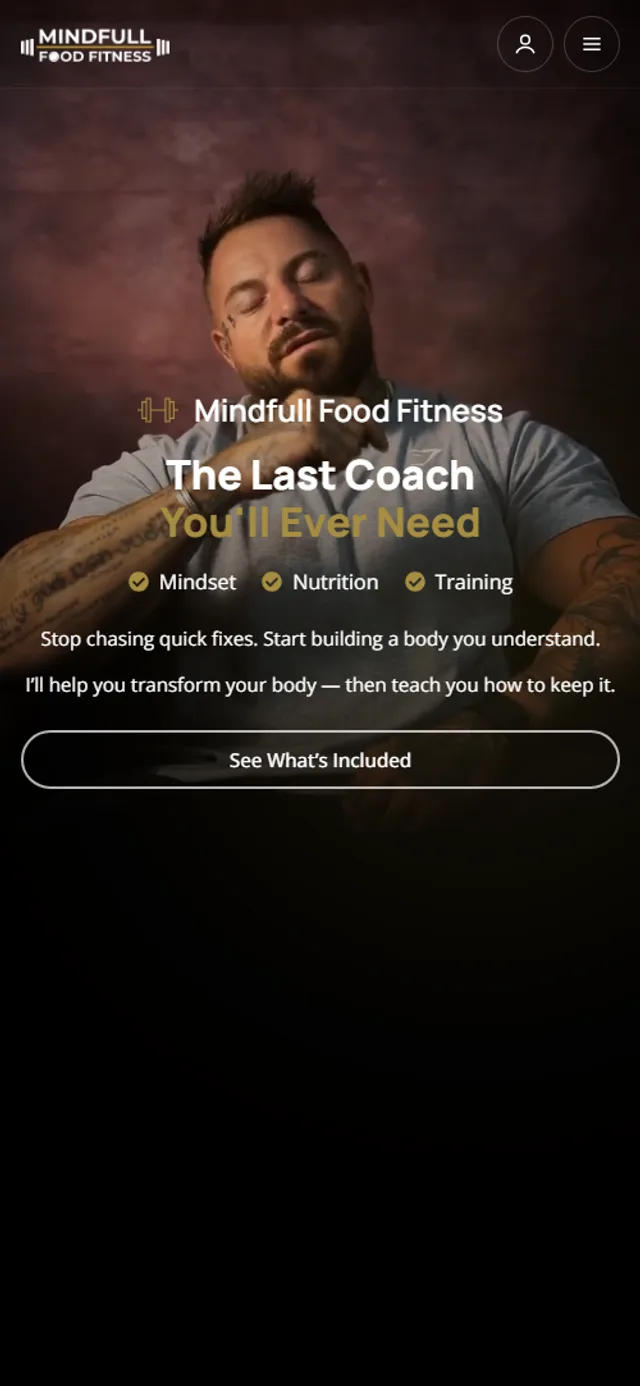 MINDFULL
FOOD FITNESS
Mindfull Food Fitness
The Last Coach
You'll Ever Need
Mindset Nutrition Training
Stop chasing quick fixes. Start building a body you understand.
I’ll help you transform your body — then teach you how to keep it.
See What’s Included